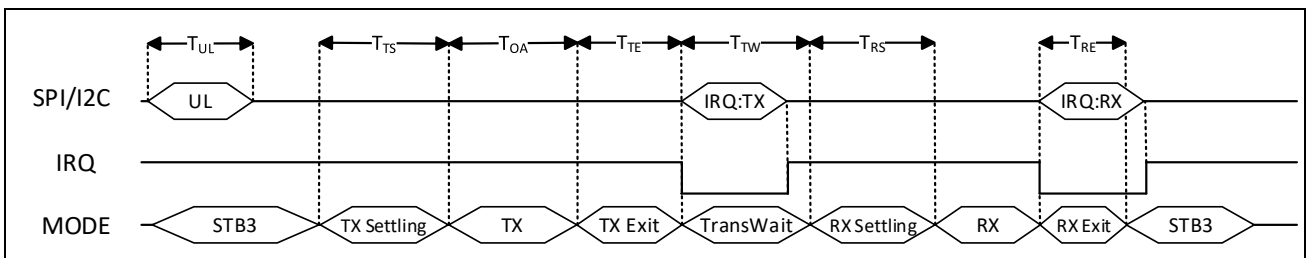 TUL TTS TOA TTE TTW TRS TRE
SPI/I2C UL IRQ:TX IRQ:RX
IRQ
MODE STB3 TX Settling TX TX Exit TransWait RX Settling RX RX Exit STB3